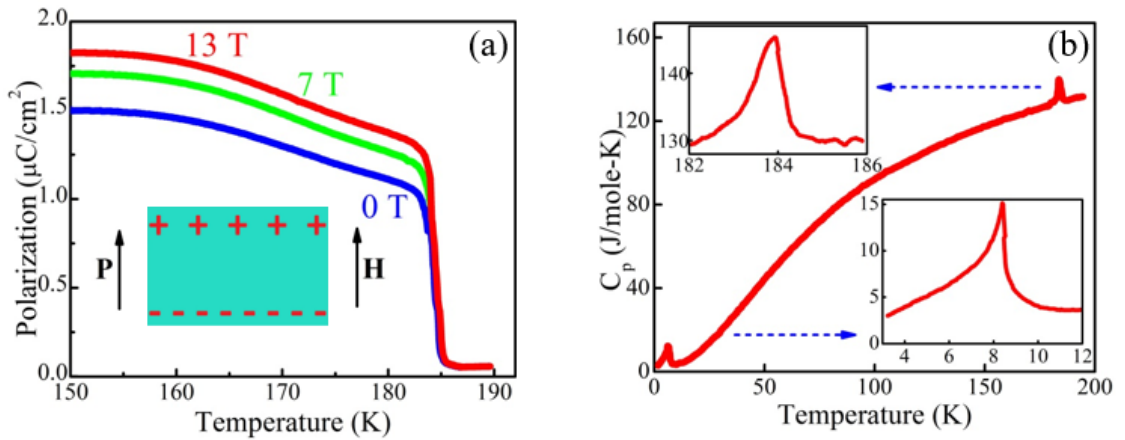 (a)
2.0
1.5
1.0
0.5
0.0
Polarization (μC/cm²)
13 T
7 T
0 T
+ + + + +
P
H
- - - - - - - - - -
150 160 170 180 190
Temperature (K)
(b)
160
120
80
40
0
C_p (J/mole-K)
140
130
182 184 186
15
10
5
0
4 6 8 10 12
0 50 100 150 200
Temperature (K)